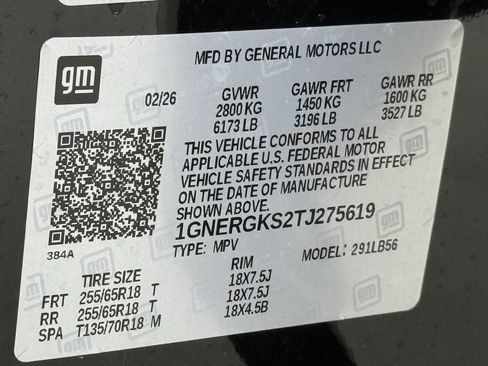 gm
MFD BY GENERAL MOTORS LLC
02/26 GVWR GAWR FRT GAWR RR
2800 KG 1450 KG 1600 KG
6173 LB 3196 LB 3527 LB
THIS VEHICLE CONFORMS TO ALL
APPLICABLE U.S. FEDERAL MOTOR
VEHICLE SAFETY STANDARDS IN EFFECT
ON THE DATE OF MANUFACTURE
SHOWN ABOVE.
1GNERGKS2TJ275619
384A TYPE: MPV MODEL: 291LB56
TIRE SIZE RIM
FRT 255/65R18 T 18X7.5J
RR 255/65R18 T 18X7.5J
SPA T135/70R18 M 18X4.5B